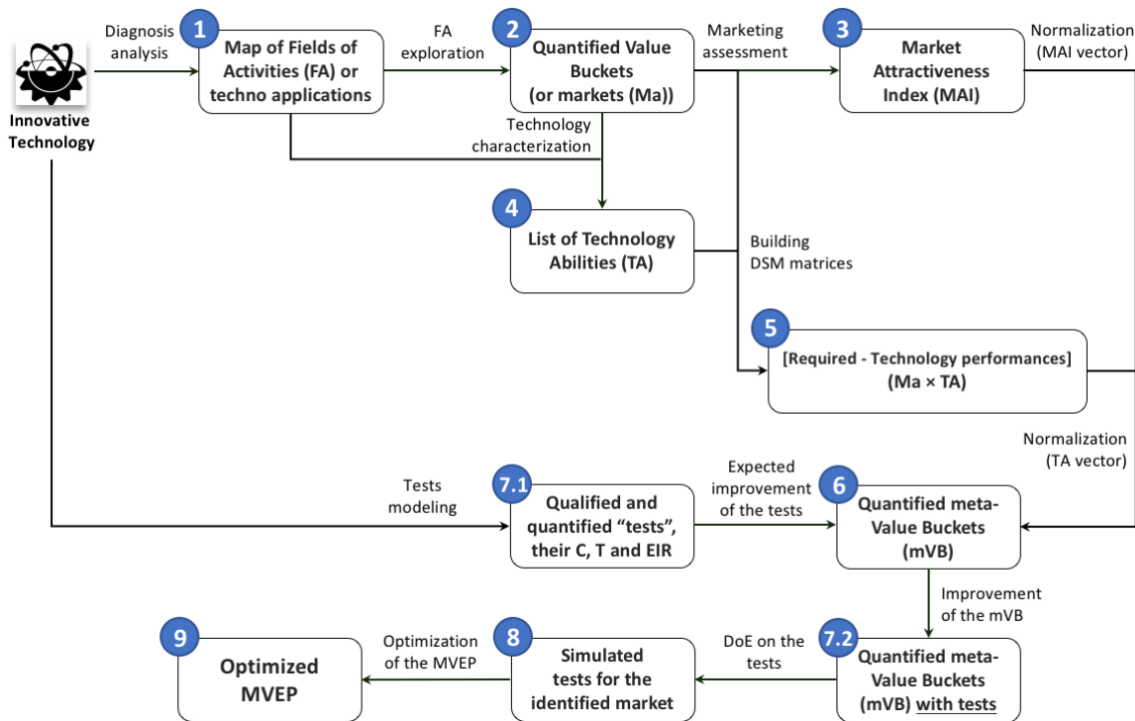 Innovative
Technology
Diagnosis
analysis
1
Map of Fields of
Activities (FA) or
techno applications
FA
exploration
2
Quantified Value
Buckets
(or markets (Ma))
Marketing
assessment
3
Market
Attractiveness
Index (MAI)
Normalization
(MAI vector)
Technology
characterization
4
List of Technology
Abilities (TA)
Building
DSM matrices
5
[Required - Technology performances]
(Ma × TA)
Normalization
(TA vector)
Tests
modeling
7.1
Qualified and
quantified “tests”,
their C, T and EIR
Expected
improvement
of the tests
6
Quantified meta-
Value Buckets
(mVB)
Improvement
of the mVB
7.2
Quantified meta-
Value Buckets
(mVB) with tests
DoE on the
tests
8
Simulated
tests for the
identified market
Optimization
of the MVEP
9
Optimized
MVEP